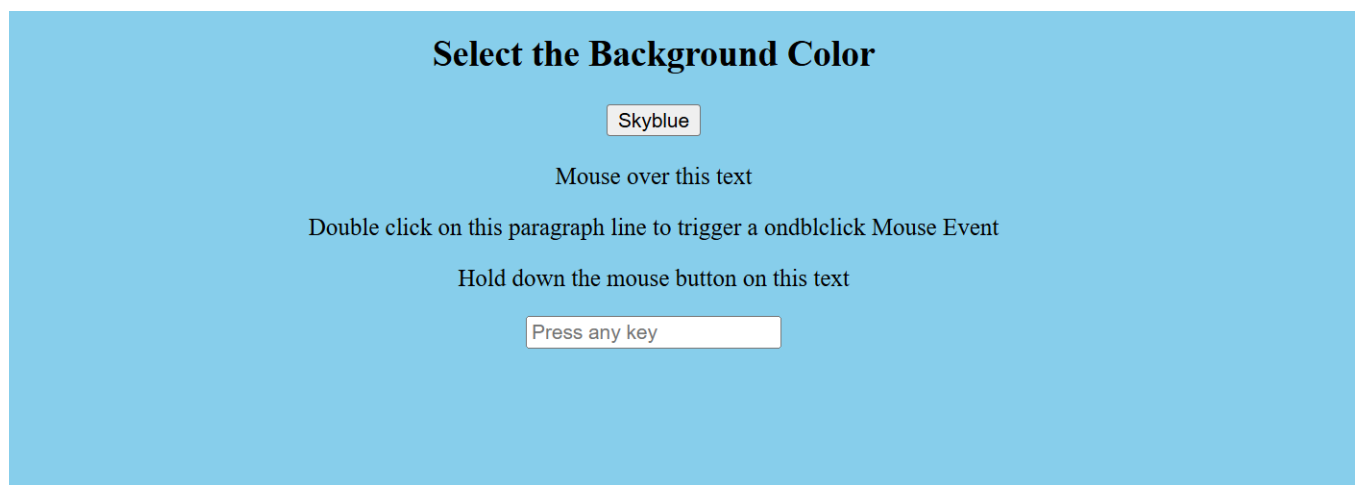 Select the Background Color
Skyblue
Mouse over this text
Double click on this paragraph line to trigger a ondblclick Mouse Event
Hold down the mouse button on this text
Press any key